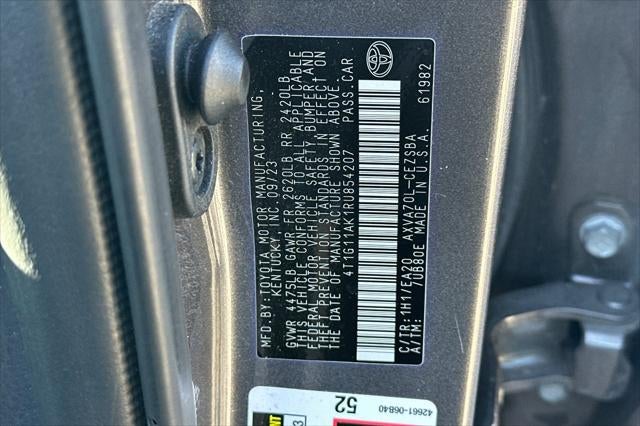 MFD.BY:TOYOTA MOTOR MANUFACTURING,
KENTUCKY, INC.09/23
GVWR 4475LB GAWR FR 2620LB RR 2420LB
THIS VEHICLE CONFORMS TO ALL APPLICABLE
FEDERAL MOTOR VEHICLE SAFETY, BUMPER AND
THEFT PREVENTION STANDARDS IN EFFECT ON
THE DATE OF MANUFACTURE SHOWN ABOVE.
4T1G11AK1RU854207 PASS.CAR
C/TR:1H1/EA20 AXVA70L-CEZSBA
A/TM: 70B80E MADE IN U.S.A. 61982
52
42661-06B40